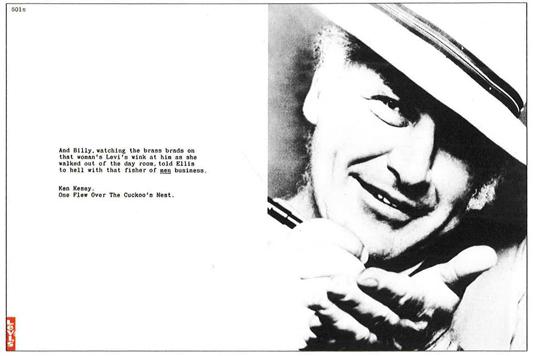 501s
And Billy, watching the brass brads on
that woman's Levi's wink at him as she
walked out of the day room, told Ellis
to hell with that fisher of men business.
Ken Kesey.
One Flew Over The Cuckoo's Nest.
LEVI'S